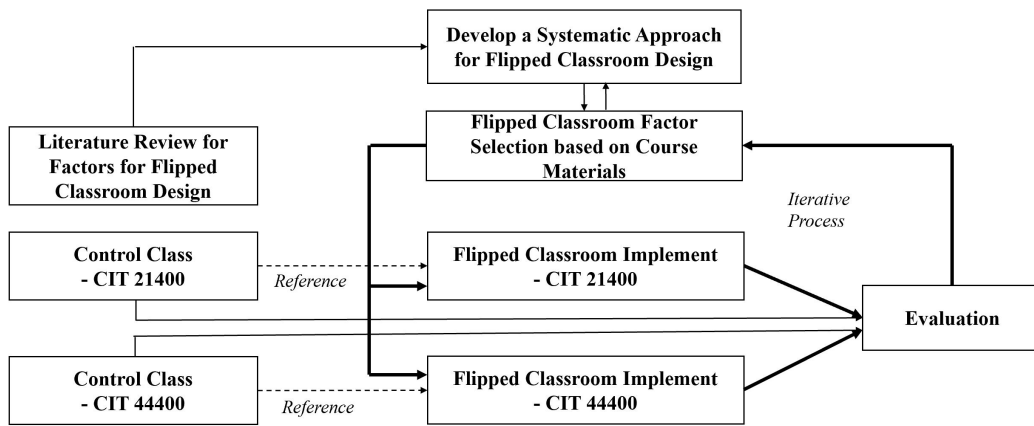 Develop a Systematic Approach
for Flipped Classroom Design
Literature Review for
Factors for Flipped
Classroom Design
Flipped Classroom Factor
Selection based on Course
Materials
Iterative
Process
Control Class
- CIT 21400
Reference
Flipped Classroom Implement
- CIT 21400
Evaluation
Control Class
- CIT 44400
Reference
Flipped Classroom Implement
- CIT 44400